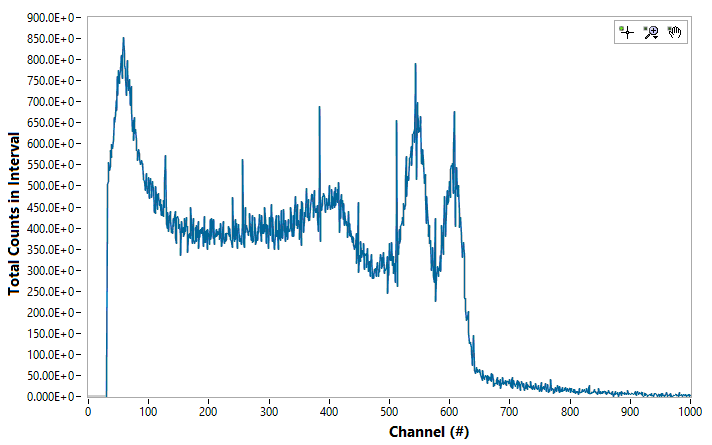 900.0E+0
850.0E+0
800.0E+0
750.0E+0
700.0E+0
650.0E+0
600.0E+0
550.0E+0
500.0E+0
450.0E+0
400.0E+0
350.0E+0
300.0E+0
250.0E+0
200.0E+0
150.0E+0
100.0E+0
50.00E+0
0.000E+0
Total Counts in Interval
0 100 200 300 400 500 600 700 800 900 1000
Channel (#)